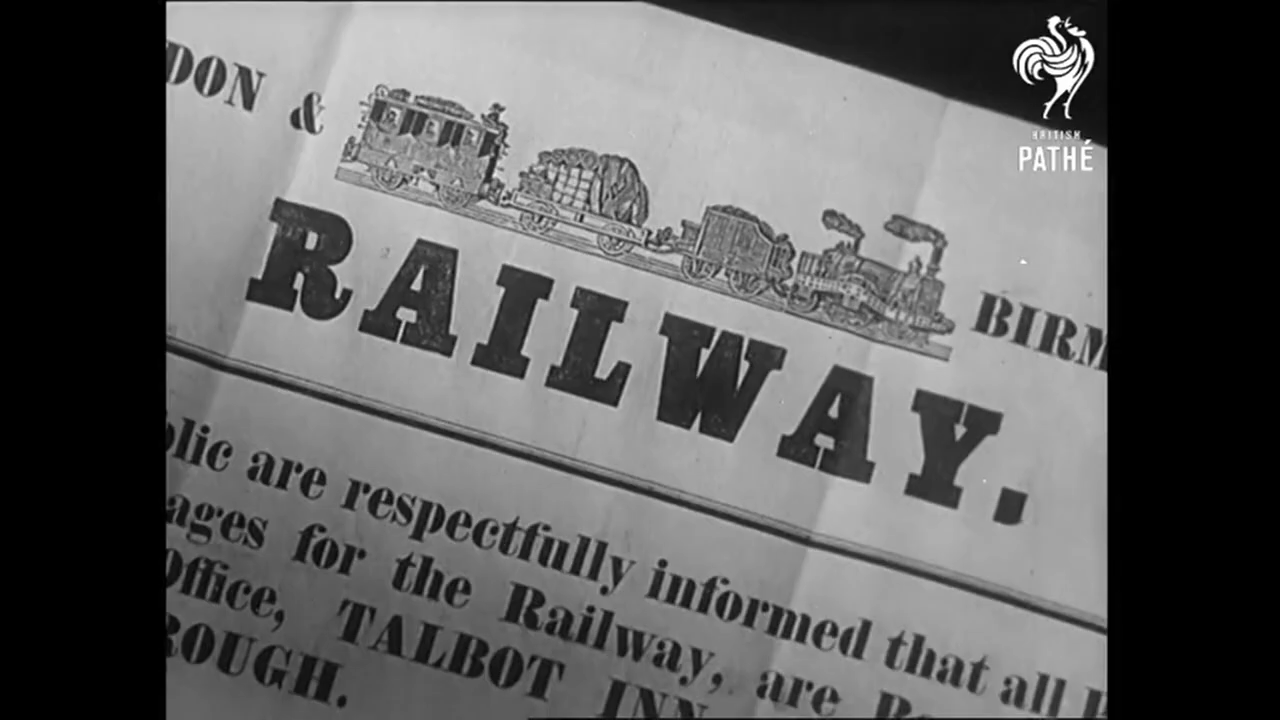 DON & BIRM
RAILWAY.
lic are respectfully informed that all
ages for the Railway, are
Office, TALBOT INN
ROUGH.
BRITISH
PATHÉ